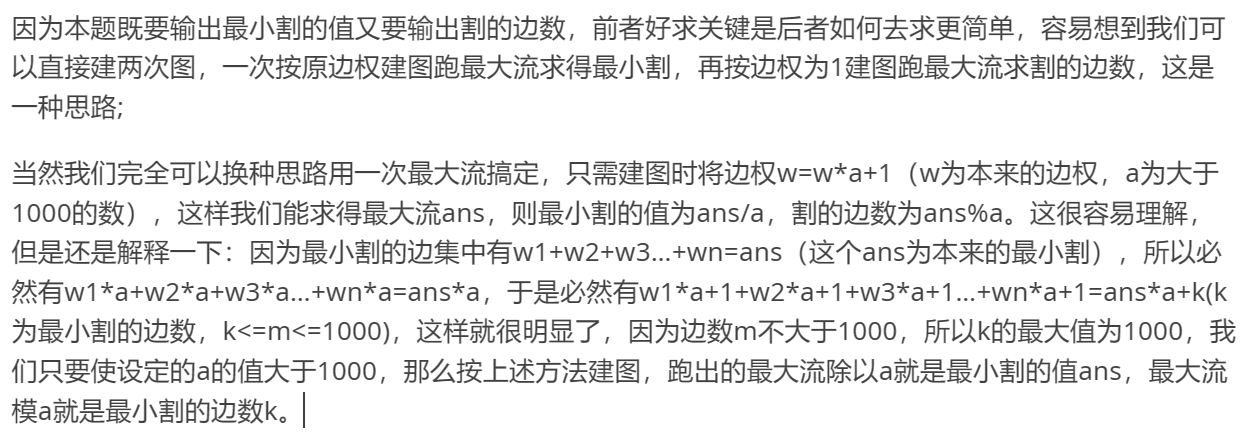 因为本题既要输出最小割的值又要输出割的边数，前者好求关键是后者如何去求更简单，容易想到我们可
以直接建两次图，一次按原边权建图跑最大流求得最小割，再按边权为1建图跑最大流求割的边数，这是
一种思路;
当然我们完全可以换种思路用一次最大流搞定，只需建图时将边权w=w*a+1（w为本来的边权，a为大于
1000的数），这样我们能求得最大流ans，则最小割的值为ans/a，割的边数为ans%a。这很容易理解，
但是还是解释一下：因为最小割的边集中有w1+w2+w3...+wn=ans（这个ans为本来的最小割），所以必
然有w1*a+w2*a+w3*a...+wn*a=ans*a，于是必然有w1*a+1+w2*a+1+w3*a+1...+wn*a+1=ans*a+k(k
为最小割的边数，k<=m<=1000)，这样就很明显了，因为边数m不大于1000，所以k的最大值为1000，我
们只要使设定的a的值大于1000，那么按上述方法建图，跑出的最大流除以a就是最小割的值ans，最大流
模a就是最小割的边数k。